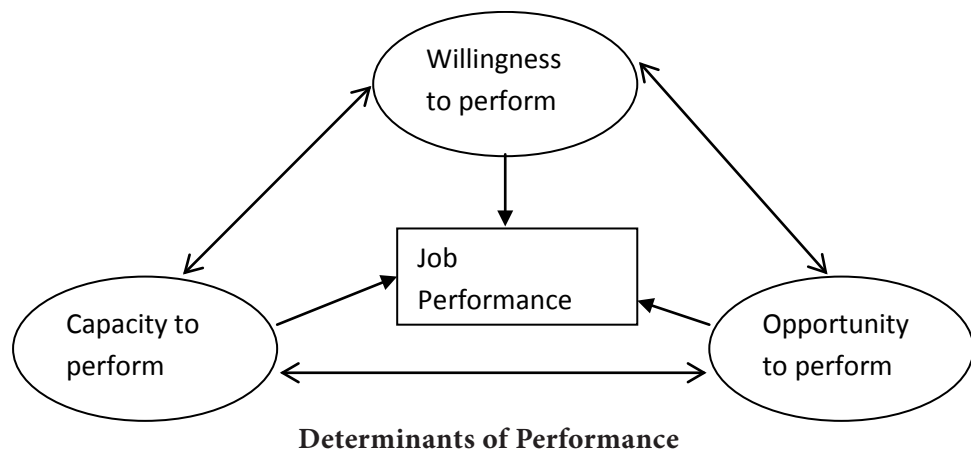 Willingness
to perform
Job
Performance
Capacity to
perform
Opportunity
to perform
Determinants of Performance